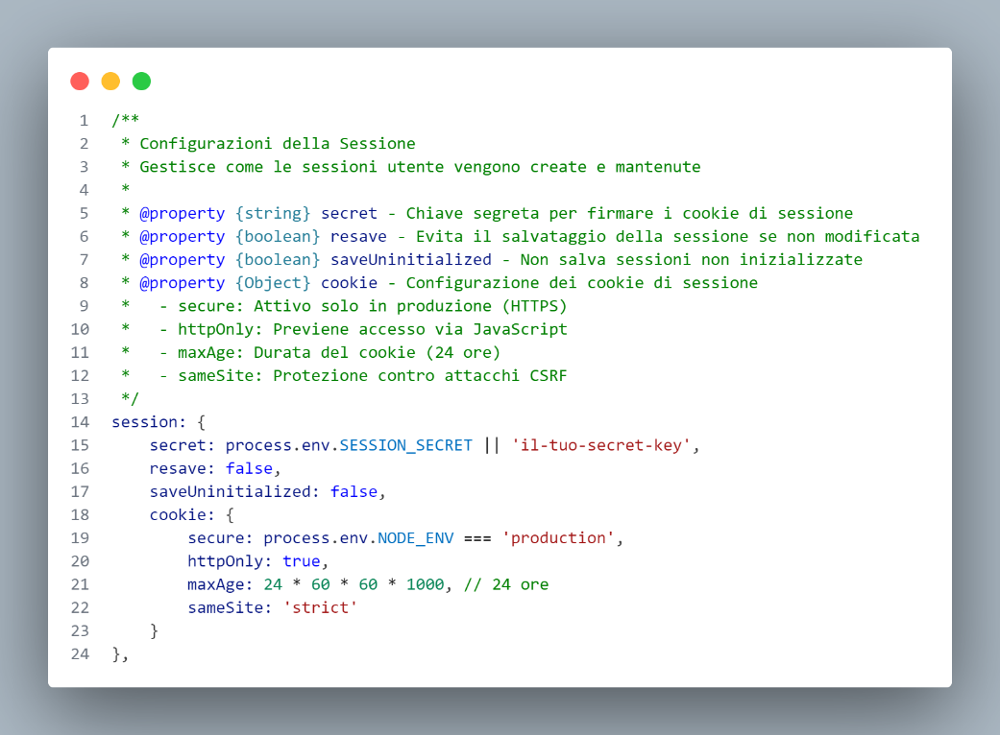 1 /**
2  * Configurazioni della Sessione
3  * Gestisce come le sessioni utente vengono create e mantenute
4  *
5  * @property {string} secret - Chiave segreta per firmare i cookie di sessione
6  * @property {boolean} resave - Evita il salvataggio della sessione se non modificata
7  * @property {boolean} saveUninitialized - Non salva sessioni non inizializzate
8  * @property {Object} cookie - Configurazione dei cookie di sessione
9  *   - secure: Attivo solo in produzione (HTTPS)
10  *   - httpOnly: Previene accesso via JavaScript
11  *   - maxAge: Durata del cookie (24 ore)
12  *   - sameSite: Protezione contro attacchi CSRF
13  */
14 session: {
15     secret: process.env.SESSION_SECRET || 'il-tuo-secret-key',
16     resave: false,
17     saveUninitialized: false,
18     cookie: {
19         secure: process.env.NODE_ENV === 'production',
20         httpOnly: true,
21         maxAge: 24 * 60 * 60 * 1000, // 24 ore
22         sameSite: 'strict'
23     }
24 },